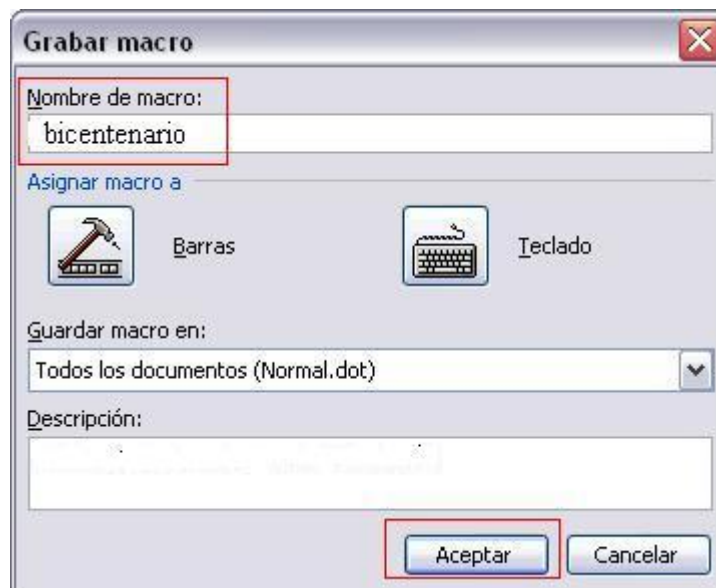 Grabar macro
Nombre de macro:
bicentenario
Asignar macro a
Barras
Teclado
Guardar macro en:
Todos los documentos (Normal.dot)
Descripción:
Aceptar
Cancelar